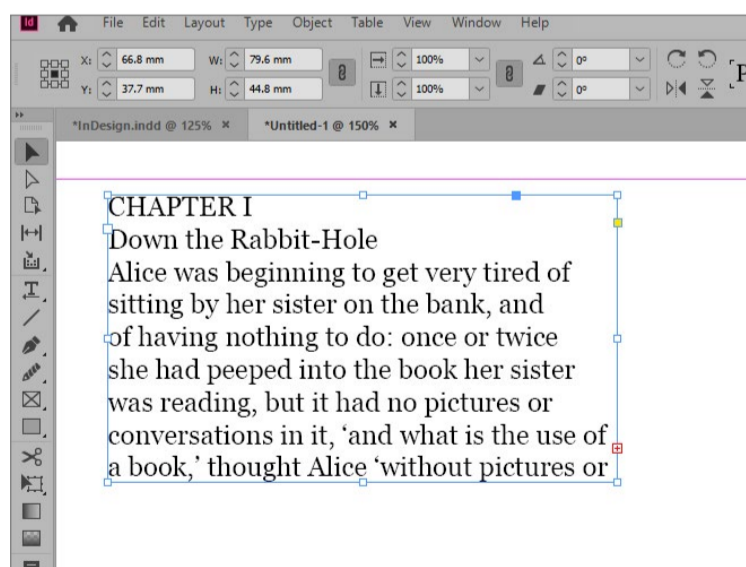 Id File Edit Layout Type Object Table View Window Help
X: 66.8 mm W: 79.6 mm 100% 0°
Y: 37.7 mm H: 44.8 mm 100% 0°
P
*InDesign.indd @ 125% × *Untitled-1 @ 150% ×
CHAPTER I
Down the Rabbit-Hole
Alice was beginning to get very tired of
sitting by her sister on the bank, and
of having nothing to do: once or twice
she had peeped into the book her sister
was reading, but it had no pictures or
conversations in it, ‘and what is the use of
a book,’ thought Alice ‘without pictures or